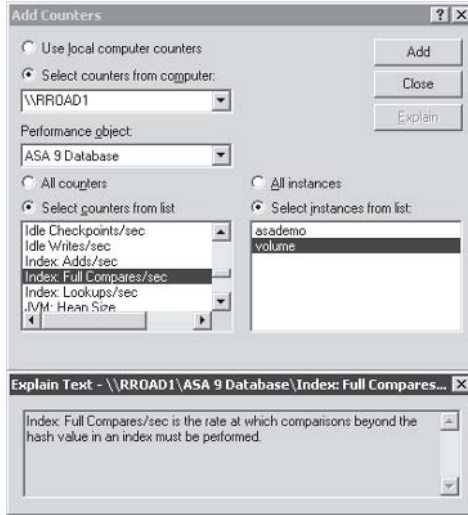 Add Counters
Use local computer counters
Select counters from computer:
\\RROAD1
Performance object:
ASA 9 Database
All counters
Select counters from list
Idle Checkpoints/sec
Idle Writes/sec
Index: Adds/sec
Index: Full Compares/sec
Index: Lookups/sec
JVM: Heap Size
All instances
Select instances from list:
asademo
volume
Add
Close
Explain
Explain Text - \\RROAD1\ASA 9 Database\Index: Full Compares...
Index: Full Compares/sec is the rate at which comparisons beyond the
hash value in an index must be performed.